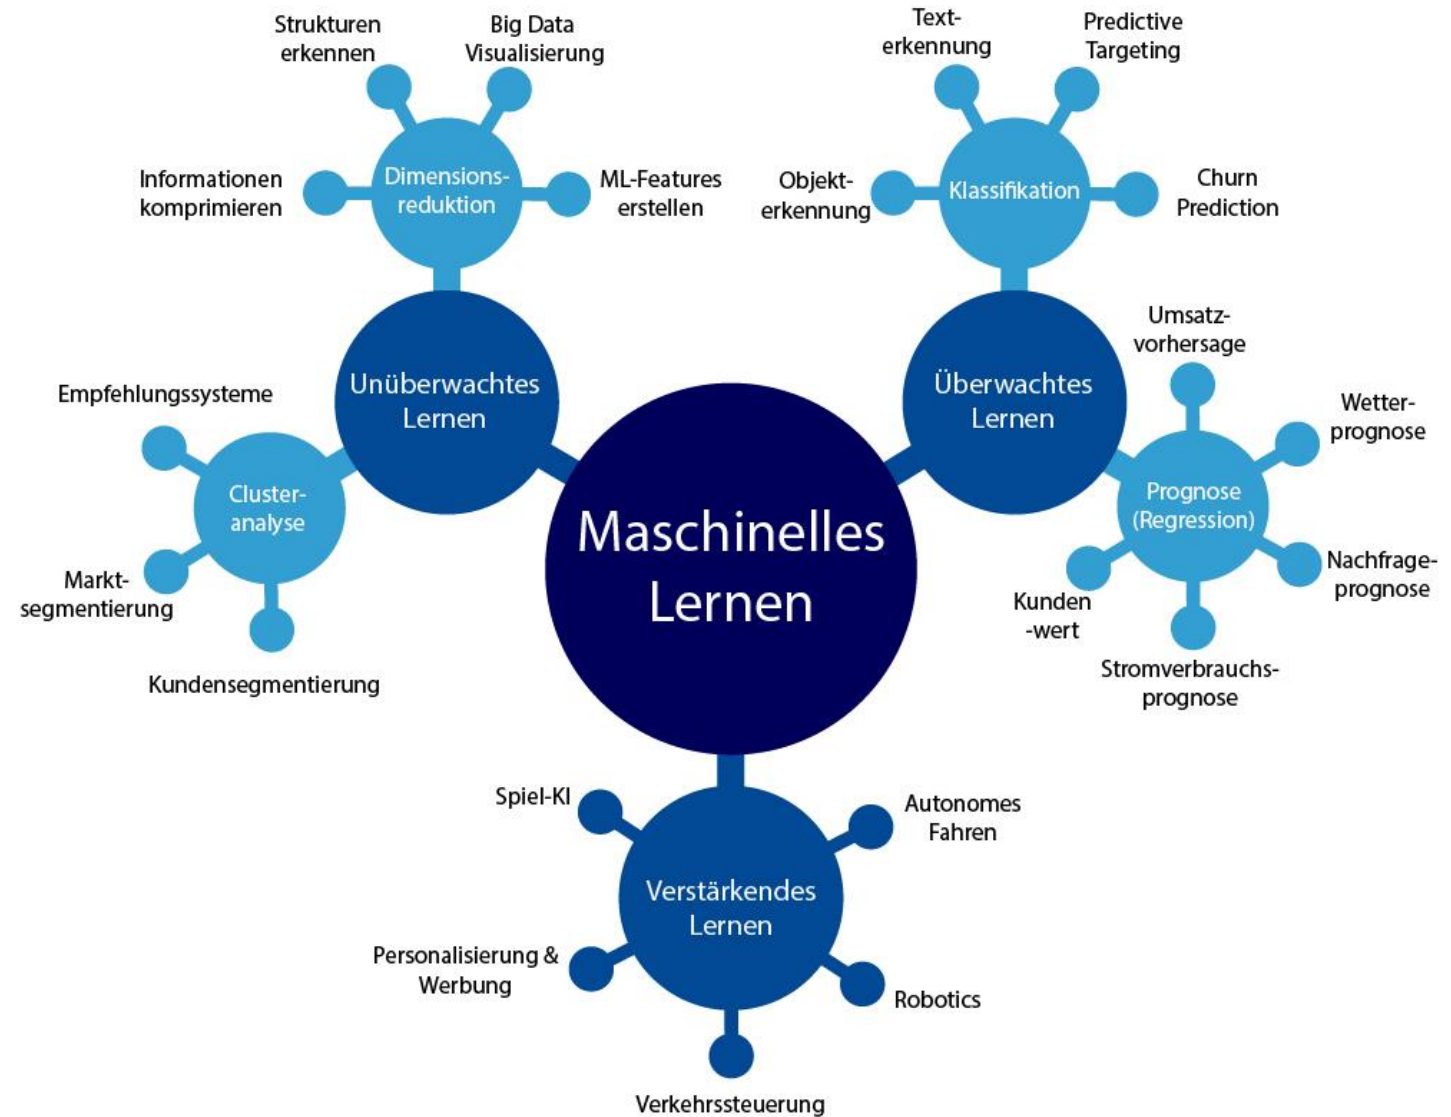 Strukturen
erkennen
Big Data
Visualisierung
Informationen
komprimieren
Dimensions-
reduktion
ML-Features
erstellen
Text-
erkennung
Predictive
Targeting
Objekt-
erkennung
Klassifikation
Churn
Prediction
Unüberwachtes
Lernen
Überwachtes
Lernen
Umsatz-
vorhersage
Wetter-
prognose
Prognose
(Regression)
Nachfrage-
prognose
Kunden
-wert
Stromverbrauchs-
prognose
Empfehlungssysteme
Cluster-
analyse
Markt-
segmentierung
Kundensegmentierung
Maschinelles
Lernen
Spiel-KI
Autonomes
Fahren
Verstärkendes
Lernen
Personalisierung &
Werbung
Robotics
Verkehrssteuerung